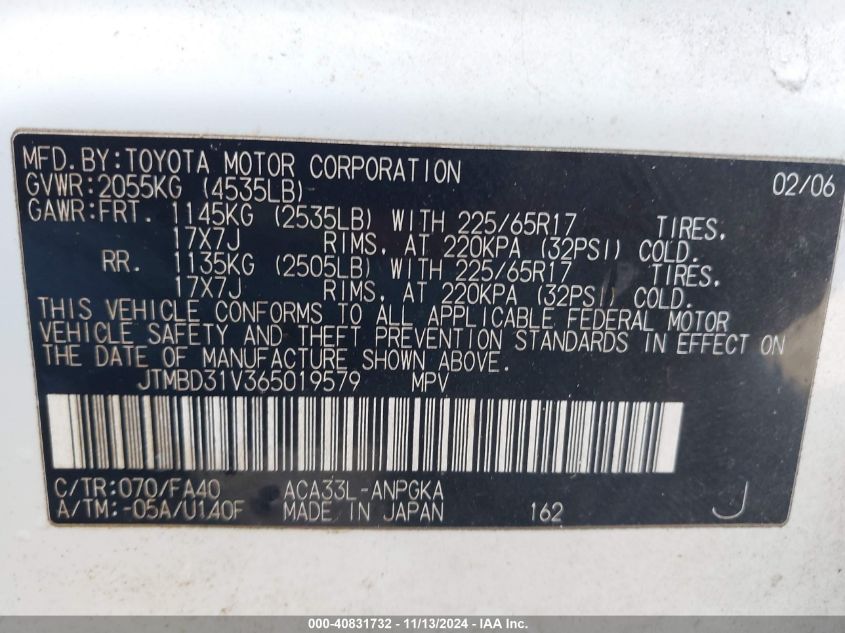 MFD.BY:TOYOTA MOTOR CORPORATION 02/06
GVWR:2055KG (4535LB)
GAWR:FRT. 1145KG (2535LB) WITH 225/65R17 TIRES,
17X7J RIMS, AT 220KPA (32PSI) COLD.
RR. 1135KG (2505LB) WITH 225/65R17 TIRES,
17X7J RIMS, AT 220KPA (32PSI) COLD.
THIS VEHICLE CONFORMS TO ALL APPLICABLE FEDERAL MOTOR
VEHICLE SAFETY AND THEFT PREVENTION STANDARDS IN EFFECT ON
THE DATE OF MANUFACTURE SHOWN ABOVE.
JTMBD31V365019579 MPV
C/TR:070/FA40 ACA33L-ANPGKA
A/TM:-05A/U140F MADE IN JAPAN 162 J
000-40831732 - 11/13/2024 - IAAI.com